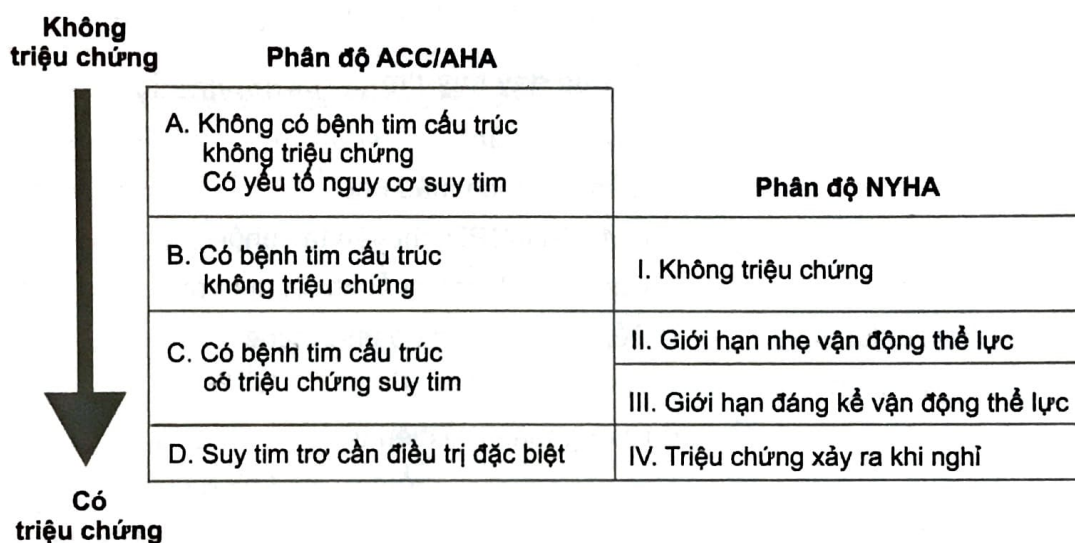 Không
triệu chứng
Phân độ ACC/AHA
A. Không có bệnh tim cấu trúc
không triệu chứng
Có yếu tố nguy cơ suy tim
Phân độ NYHA
B. Có bệnh tim cấu trúc
không triệu chứng
I. Không triệu chứng
C. Có bệnh tim cấu trúc
có triệu chứng suy tim
II. Giới hạn nhẹ vận động thể lực
III. Giới hạn đáng kể vận động thể lực
D. Suy tim trơ cần điều trị đặc biệt
IV. Triệu chứng xảy ra khi nghỉ
Có
triệu chứng